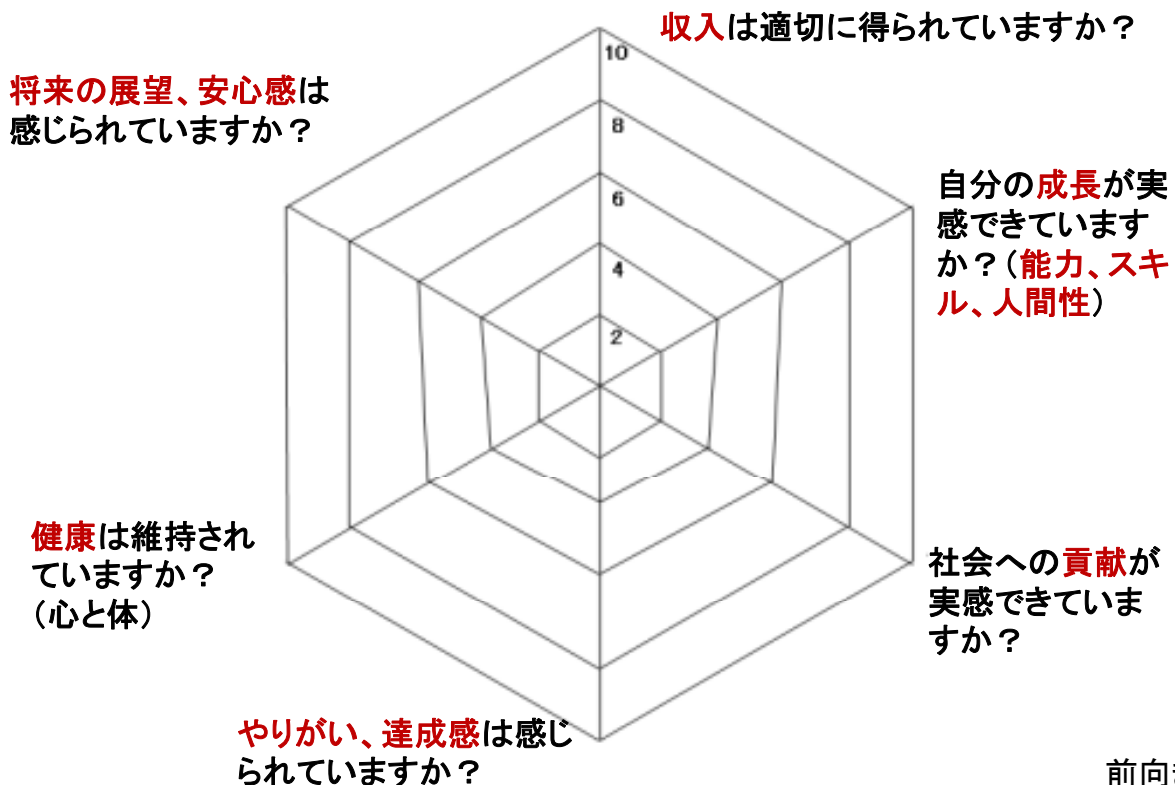 収入は適切に得られていますか？
将来の展望、安心感は
感じられていますか？
10
8
6
4
2
自分の成長が実
感できています
か？（能力、スキ
ル、人間性）
健康は維持され
ていますか？
（心と体）
社会への貢献が
実感できていま
すか？
やりがい、達成感は感じ
られていますか？
前向